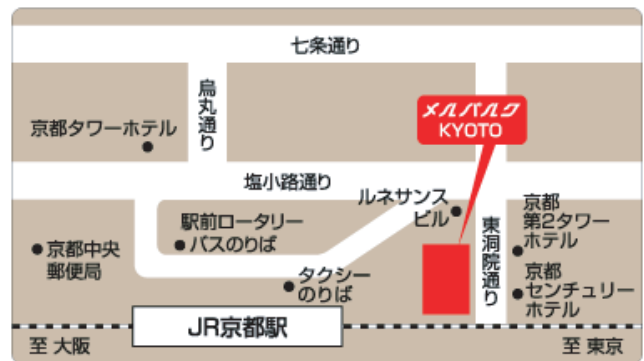 七条通り
烏丸通り
メルパルク
KYOTO
京都タワーホテル
塩小路通り
ルネサンス
ビル
京都
第2タワー
ホテル
駅前ロータリー
バスのりば
東洞院通り
京都中央
郵便局
タクシー
のりば
京都
センチュリー
ホテル
JR京都駅
至 大阪
至 東京